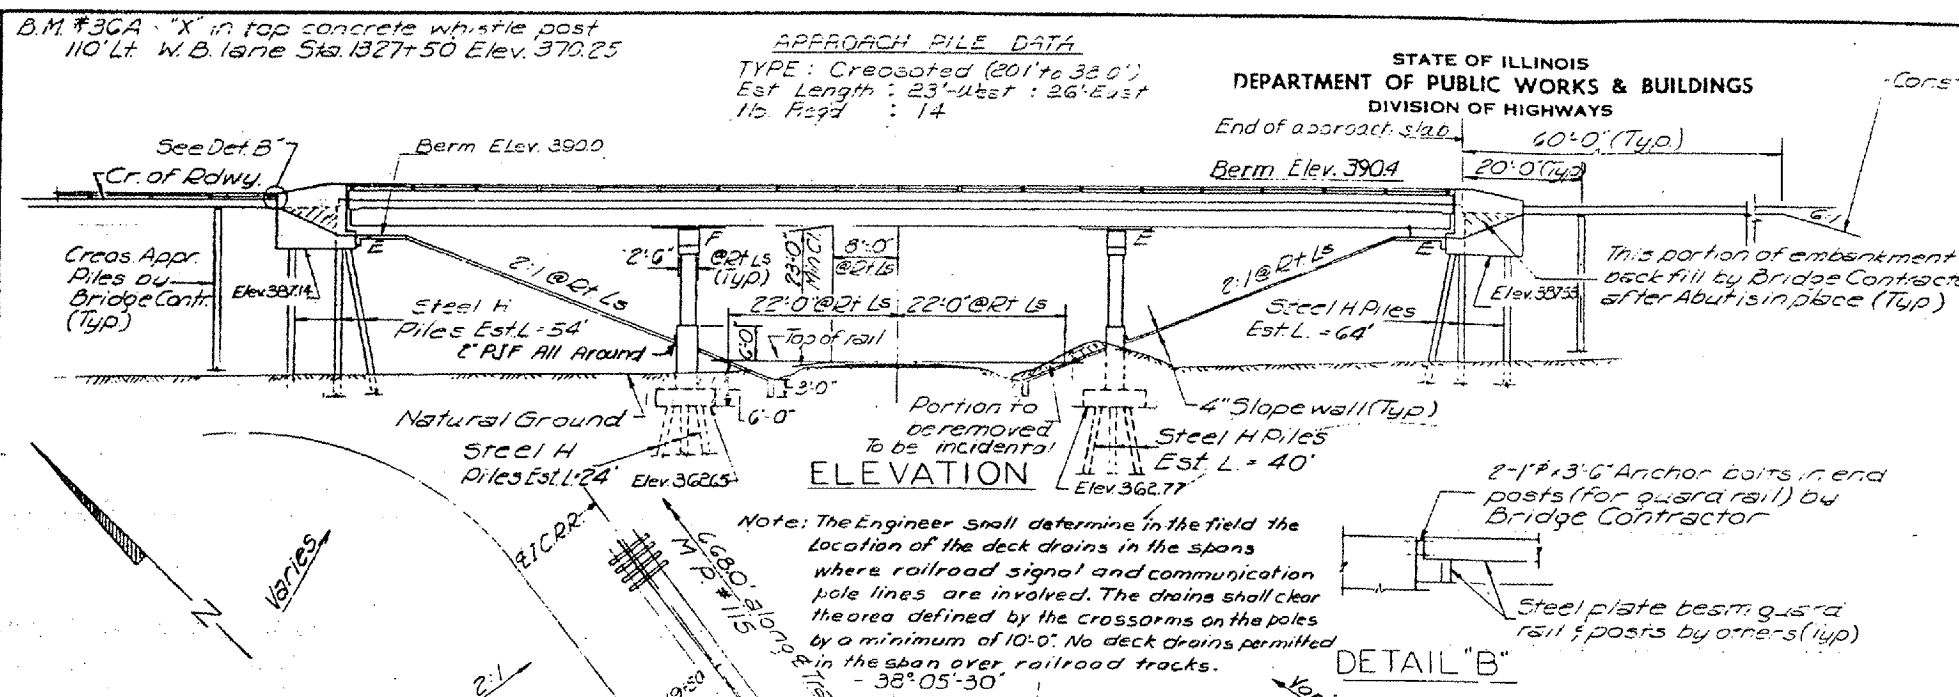 B.M. #36A - "X" in top concrete whistle post
110' Lt. W.B. lane Sta. 1327+50 Elev. 370.25
APPROACH PILE DATA
TYPE : Creosoted (20.1' to 38.0')
Est Length : 23'-West : 26'-East
No. Reqd : 14
STATE OF ILLINOIS
DEPARTMENT OF PUBLIC WORKS & BUILDINGS
DIVISION OF HIGHWAYS
Const
End of approach slab
60'-0" (Typ.)
20'-0" (Typ)
See Det. B"
Berm Elev. 390.0
Berm Elev. 390.4
Cr. of Rdwy.
6:1
Creos. Appr.
Piles by
Bridge Contr.
(Typ.)
Elev. 387.14
E
2:1 @ Rt. Ls
2'-6"
F
@ Rt Ls
(Typ)
23'-0"
Min Cl.
8'-0"
@ Rt Ls
E
2:1 @ Rt Ls
E
This portion of embankment
back fill by Bridge Contract
after Abut is in place (Typ)
Steel H
Piles Est. L = 54'
2" PJF All Around
22'-0" @ Rt Ls
22'-0" @ Rt Ls
6'-0"
Top of rail
Steel H Piles
Est. L. = 64'
3'-0"
6'-0"
Natural Ground
Steel H
Piles Est. L = 24'
Elev. 362.65
Portion to
be removed
To be incidental
4" Slope wall (Typ)
Steel H Piles
Est. L. = 40'
Elev. 362.77
ELEVATION
2-1"φ x 3'-6" Anchor bolts in end
posts (for guard rail) by
Bridge Contractor
Note: The Engineer shall determine in the field the
Location of the deck drains in the spans
where railroad signal and communication
pole lines are involved. The drains shall clear
the area defined by the crossarms on the poles
by a minimum of 10'-0". No deck drains permitted
in the span over railroad tracks.
Steel plate beam guard
rail & posts by others (Typ)
DETAIL "B"
Varies
N
2:1
℄ I.C.R.R.
668.0' along
M P #115
38°-05'-30"